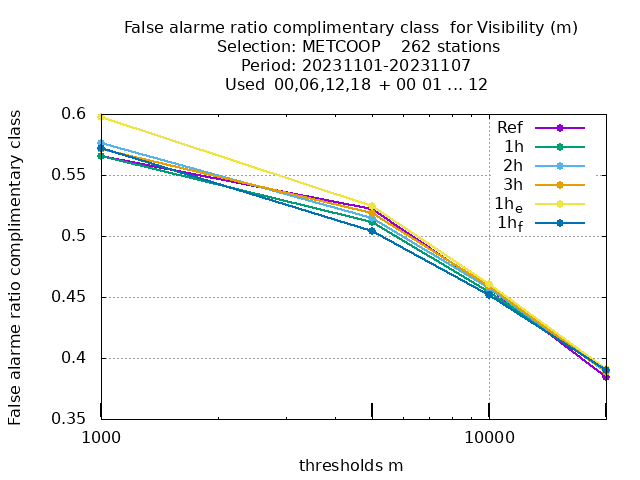 False alarme ratio complimentary class  for Visibility (m)
Selection: METCOOP    262 stations
Period: 20231101-20231107
Used  00,06,12,18  + 00 01 ... 12
False alarme ratio complimentary class
0.6
0.55
0.5
0.45
0.4
0.35
1000
10000
thresholds m
Ref
1h
2h
3h
1he
1hf